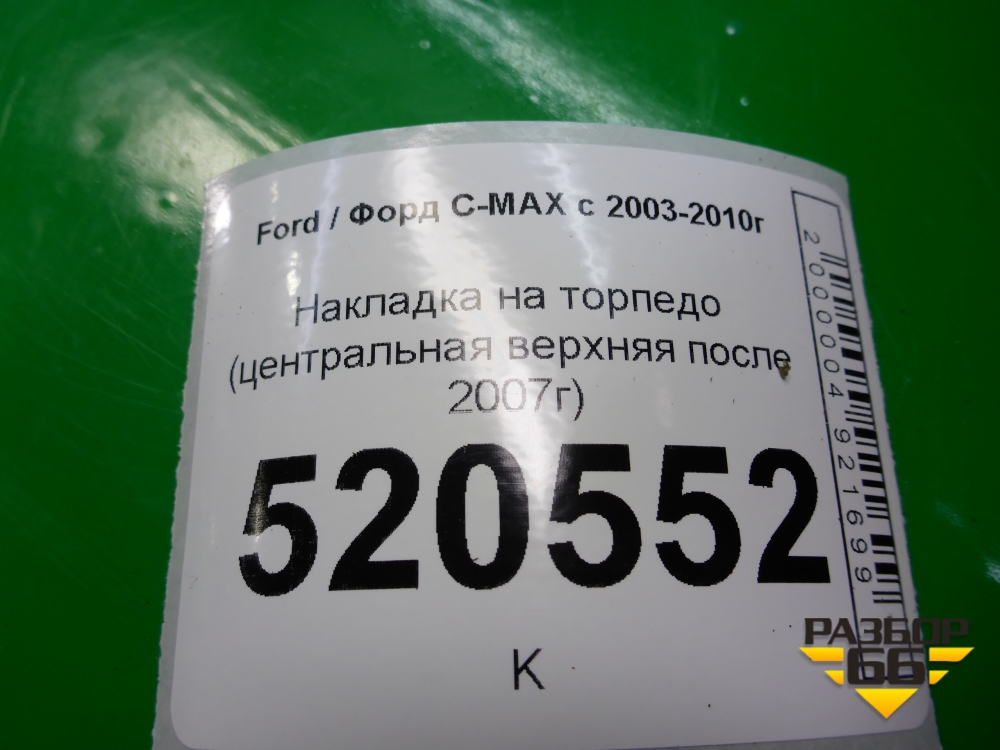 Ford / Форд C-MAX с 2003-2010г
Накладка на торпедо
(центральная верхняя после
2007г)
520552
К
2000004921699
РАЗБОР
66